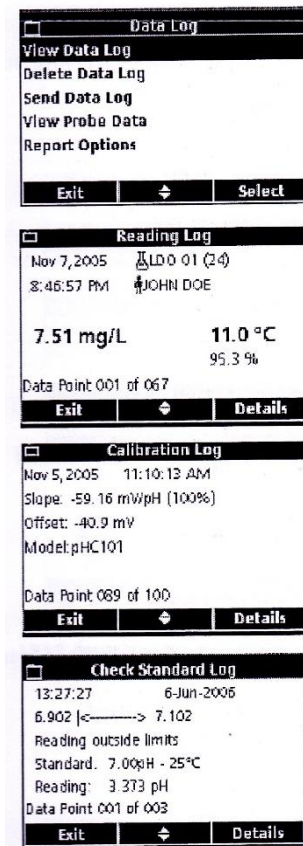 Data Log
View Data Log
Delete Data Log
Send Data Log
View Probe Data
Report Options
Exit Select
Reading Log
Nov 7,2005 LDO 01 (24)
8:46:57 PM JOHN DOE
7.51 mg/L 11.0 °C
95.3 %
Data Point 001 of 067
Exit Details
Calibration Log
Nov 5,2005 11:10:13 AM
Slope: -59.16 mV/pH (100%)
Offset: -40.9 mV
Model:pHC101
Data Point 089 of 100
Exit Details
Check Standard Log
13:27:27 6-Jun-2006
6.902 |<--------> 7.102
Reading outside limits
Standard. 7.00pH - 25°C
Reading: 3.373 pH
Data Point 001 of 003
Exit Details